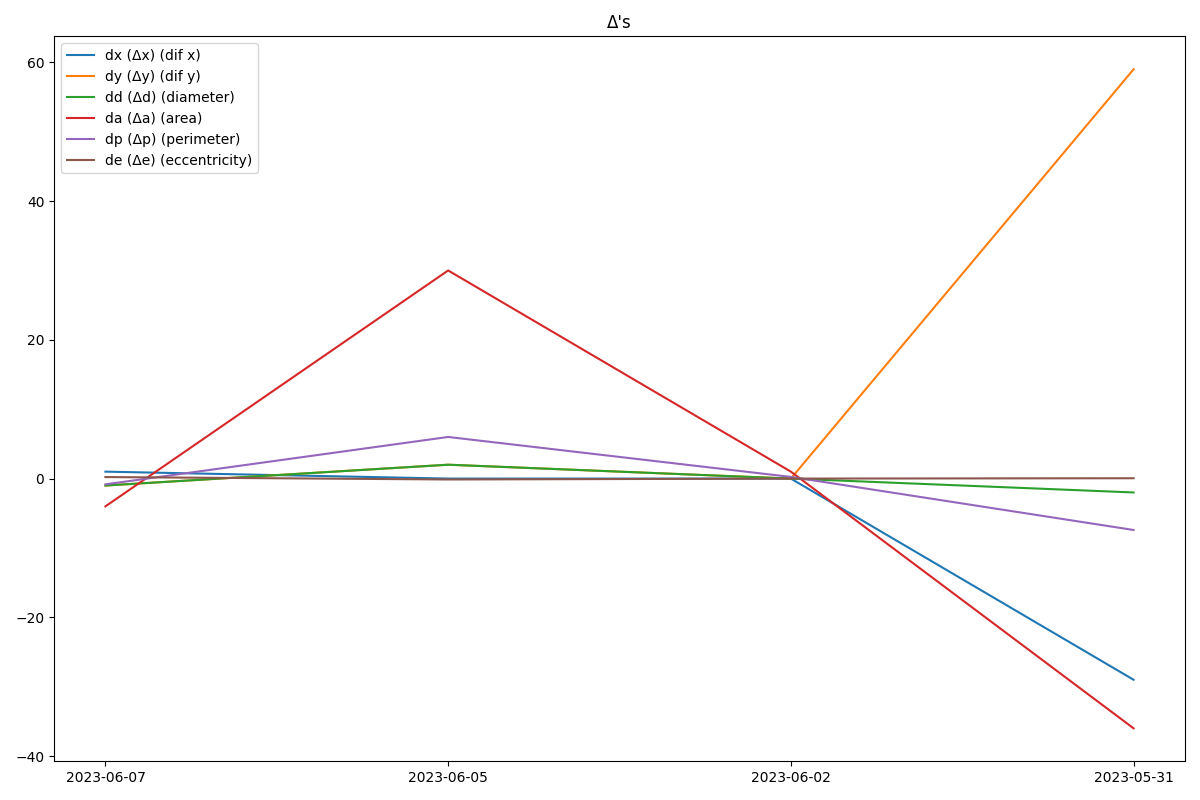 Δ's
dx (Δx) (dif x)
dy (Δy) (dif y)
dd (Δd) (diameter)
da (Δa) (area)
dp (Δp) (perimeter)
de (Δe) (eccentricity)
60
40
20
0
−20
−40
2023-06-07 2023-06-05 2023-06-02 2023-05-31